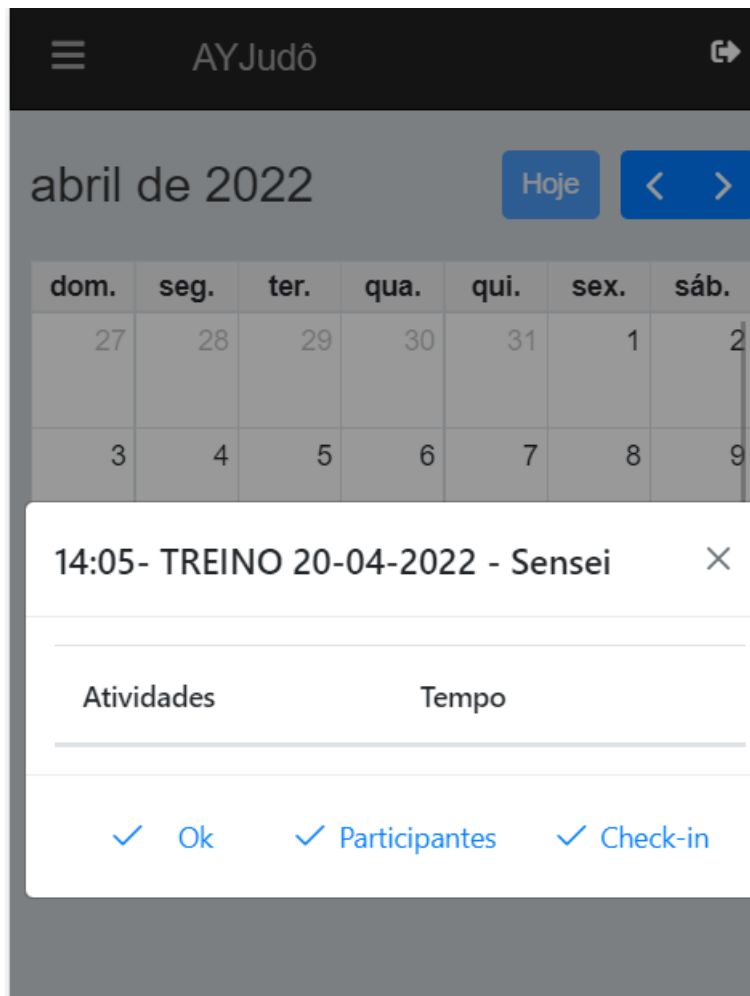 AYJudô
abril de 2022
Hoje
dom. seg. ter. qua. qui. sex. sáb.
27 28 29 30 31 1 2
3 4 5 6 7 8 9
14:05- TREINO 20-04-2022 - Sensei
Atividades Tempo
Ok Participantes Check-in